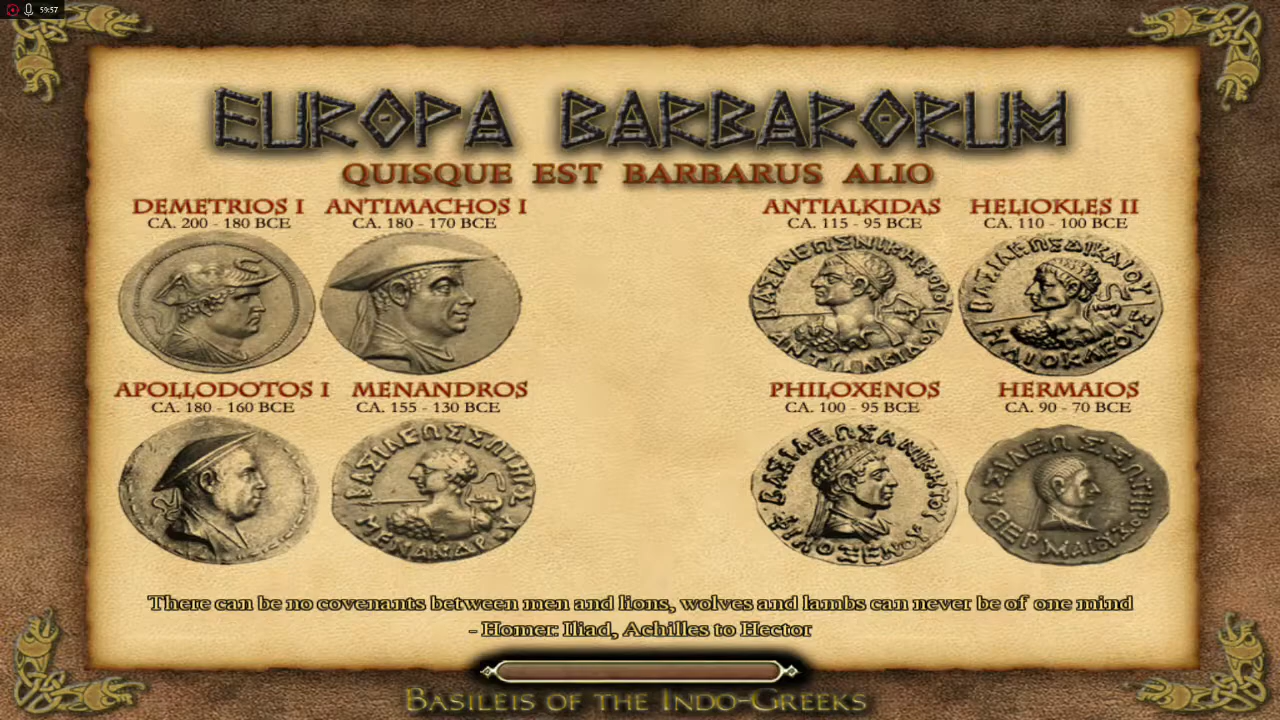 59:57
EUROPA BARBARORUM
QUISQUE EST BARBARUS ALIO
DEMETRIOS I
CA. 200 - 180 BCE
ANTIMACHOS I
CA. 180 - 170 BCE
ANTIALKIDAS
CA. 115 - 95 BCE
HELIOKLES II
CA. 110 - 100 BCE
APOLLODOTOS I
CA. 180 - 160 BCE
MENANDROS
CA. 155 - 130 BCE
PHILOXENOS
CA. 100 - 95 BCE
HERMAIOS
CA. 90 - 70 BCE
There can be no covenants between men and lions, wolves and lambs can never be of one mind
- Homer: Iliad, Achilles to Hector
BASILEIS OF THE INDO-GREEKS